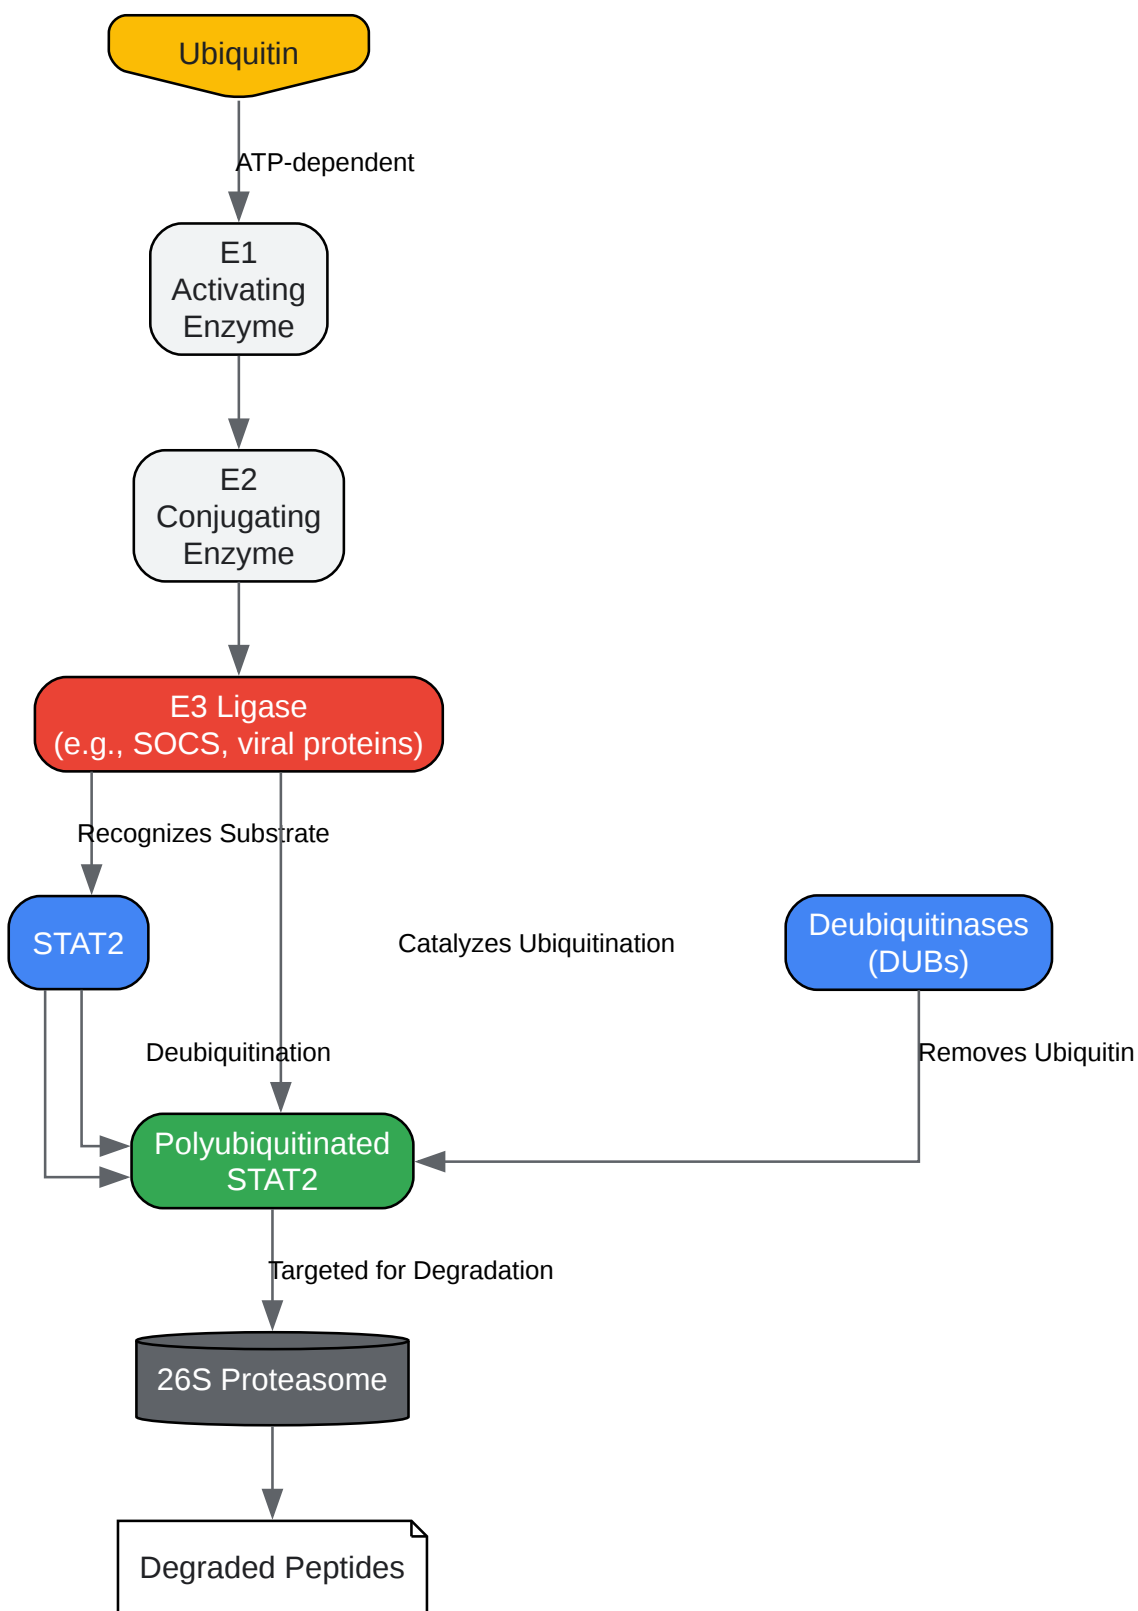 Ubiquitin
ATP-dependent
E1
Activating
Enzyme
E2
Conjugating
Enzyme
E3 Ligase
(e.g., SOCS, viral proteins)
Recognizes Substrate
STAT2
Catalyzes Ubiquitination
Deubiquitinases
(DUBs)
Deubiquitination
Removes Ubiquitin
Polyubiquitinated
STAT2
Targeted for Degradation
26S Proteasome
Degraded Peptides